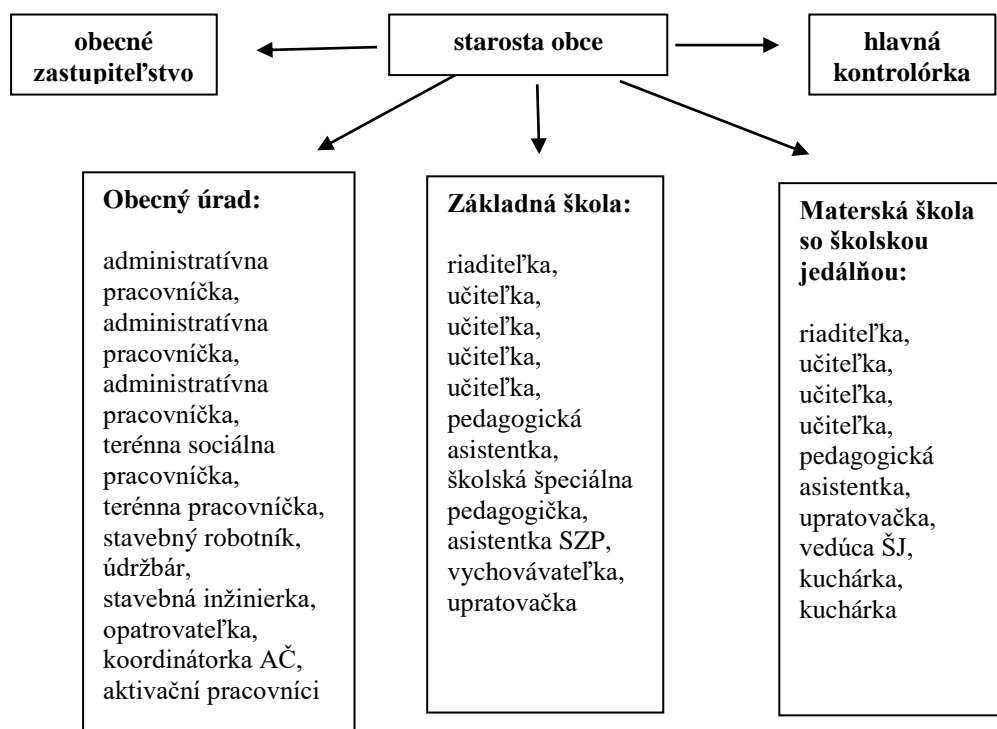 obecné
zastupiteľstvo
starosta obce
hlavná
kontrolórka
Obecný úrad:
administratívna
pracovníčka,
administratívna
pracovníčka,
administratívna
pracovníčka,
terénna sociálna
pracovníčka,
terénna pracovníčka,
stavebný robotník,
údržbár,
stavebná inžinierka,
opatrovateľka,
koordinátorka AČ,
aktivační pracovníci
Základná škola:
riaditeľka,
učiteľka,
učiteľka,
učiteľka,
učiteľka,
pedagogická
asistentka,
školská špeciálna
pedagogička,
asistentka SZP,
vychovávateľka,
upratovačka
Materská škola
so školskou
jedálňou:
riaditeľka,
učiteľka,
učiteľka,
učiteľka,
pedagogická
asistentka,
upratovačka,
vedúca ŠJ,
kuchárka,
kuchárka